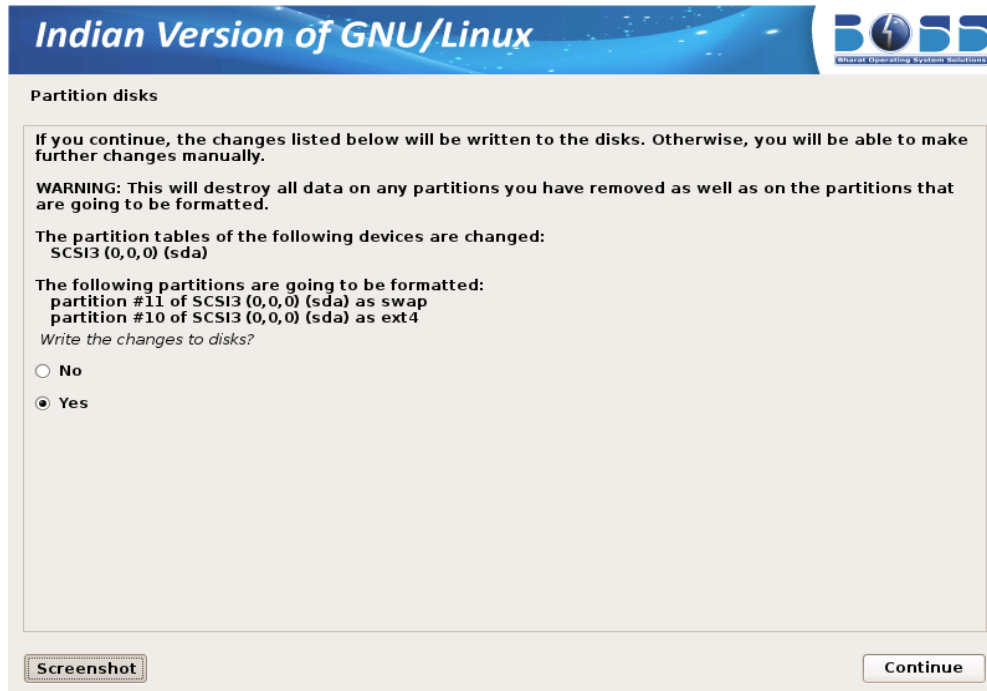 Indian Version of GNU/Linux
BOSS
Bharat Operating System Solutions
Partition disks
If you continue, the changes listed below will be written to the disks. Otherwise, you will be able to make
further changes manually.
WARNING: This will destroy all data on any partitions you have removed as well as on the partitions that
are going to be formatted.
The partition tables of the following devices are changed:
SCSI3 (0,0,0) (sda)
The following partitions are going to be formatted:
partition #11 of SCSI3 (0,0,0) (sda) as swap
partition #10 of SCSI3 (0,0,0) (sda) as ext4
Write the changes to disks?
No
Yes
Screenshot
Continue